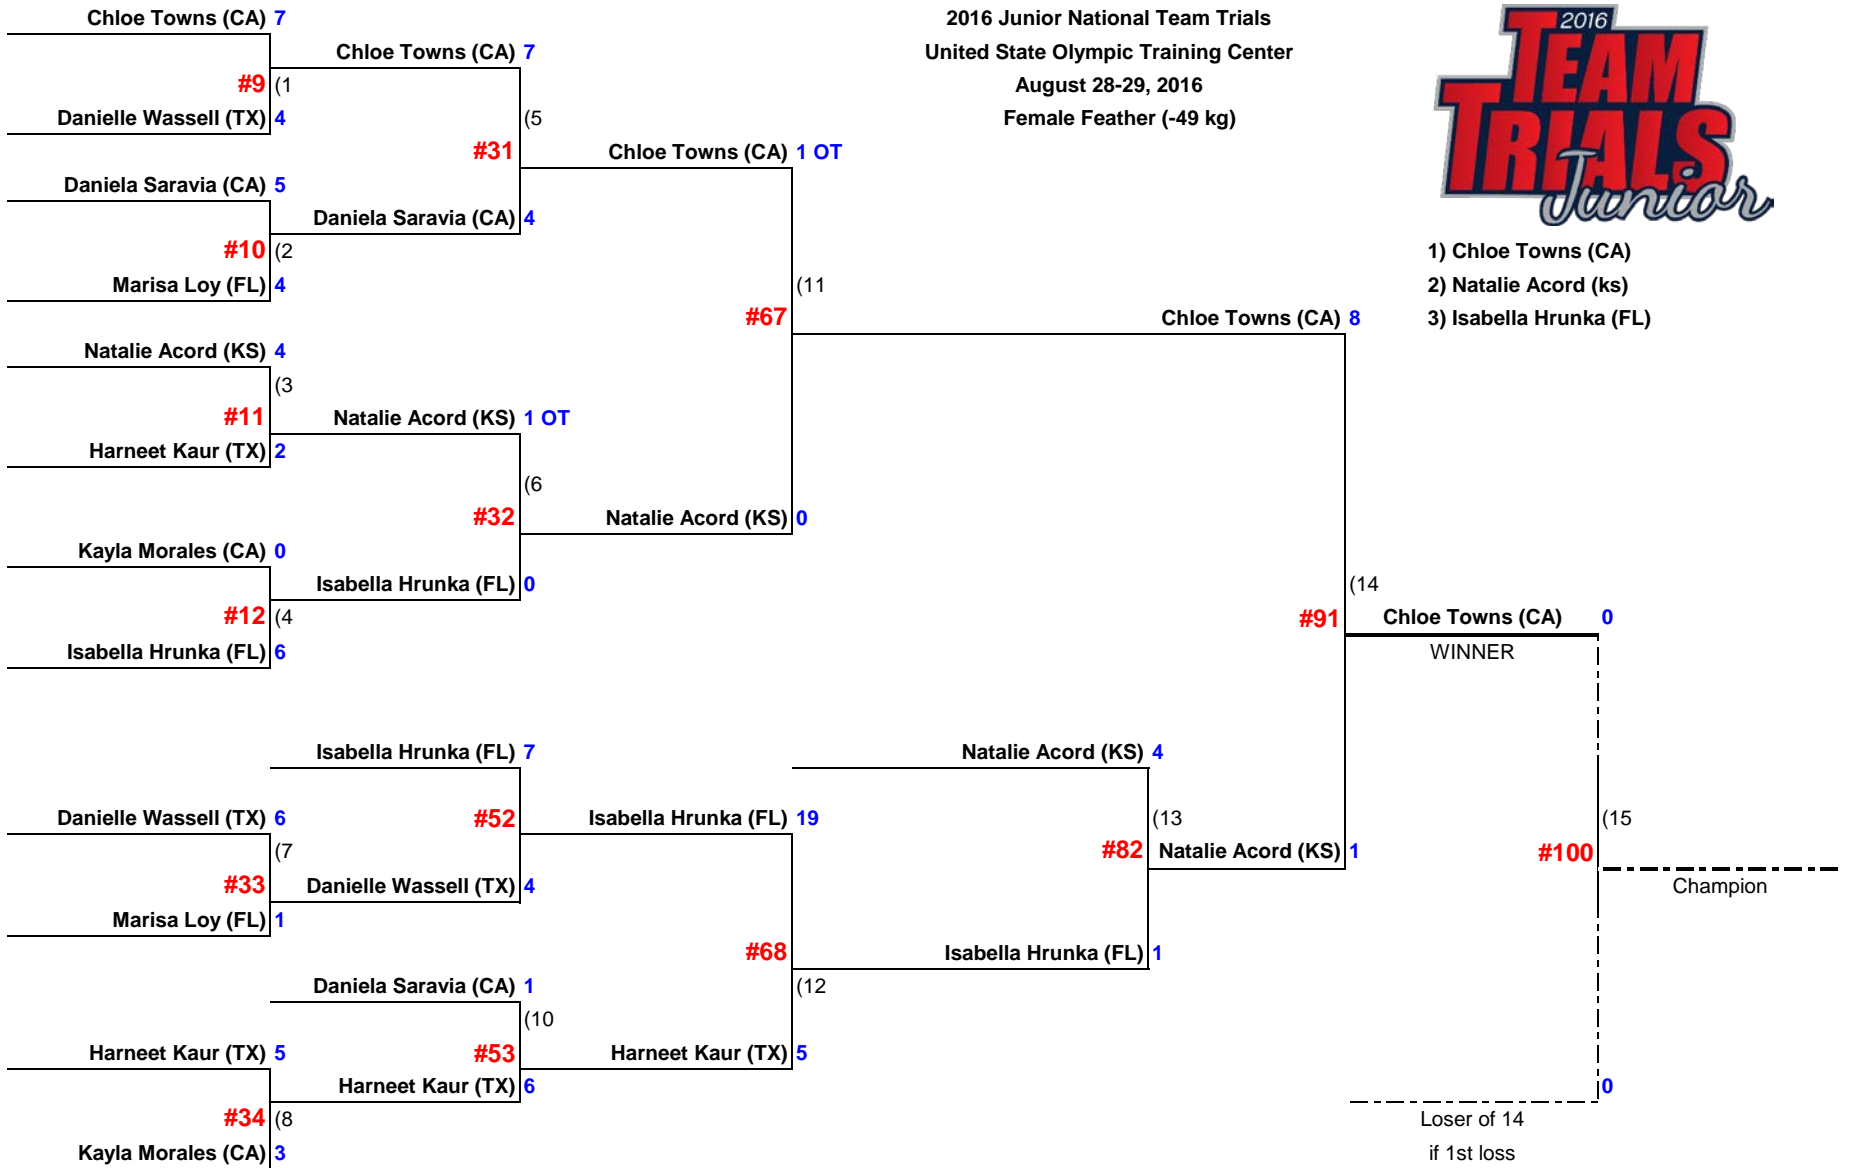 Chloe Towns (CA) 7
2016 Junior National Team Trials
2016
TEAM
TRIALS
Junior
Chloe Towns (CA) 7
United State Olympic Training Center
#9 (1
August 28-29, 2016
Danielle Wassell (TX) 4
(5
Female Feather (-49 kg)
#31
Chloe Towns (CA) 1 OT
Daniela Saravia (CA) 5
Daniela Saravia (CA) 4
#10 (2
1) Chloe Towns (CA)
Marisa Loy (FL) 4
(11
2) Natalie Acord (ks)
#67
Chloe Towns (CA) 8
3) Isabella Hrunka (FL)
Natalie Acord (KS) 4
(3
#11
Natalie Acord (KS) 1 OT
Harneet Kaur (TX) 2
(6
#32
Natalie Acord (KS) 0
Kayla Morales (CA) 0
Isabella Hrunka (FL) 0
(14
#12 (4
#91
Chloe Towns (CA) 0
Isabella Hrunka (FL) 6
WINNER
Isabella Hrunka (FL) 7
Natalie Acord (KS) 4
Danielle Wassell (TX) 6
#52
Isabella Hrunka (FL) 19
(13
(15
(7
#82
Natalie Acord (KS) 1
#100
#33
Danielle Wassell (TX) 4
Champion
Marisa Loy (FL) 1
#68
Isabella Hrunka (FL) 1
Daniela Saravia (CA) 1
(12
(10
Harneet Kaur (TX) 5
#53
Harneet Kaur (TX) 5
Harneet Kaur (TX) 6
0
#34 (8
Loser of 14
Kayla Morales (CA) 3
if 1st loss